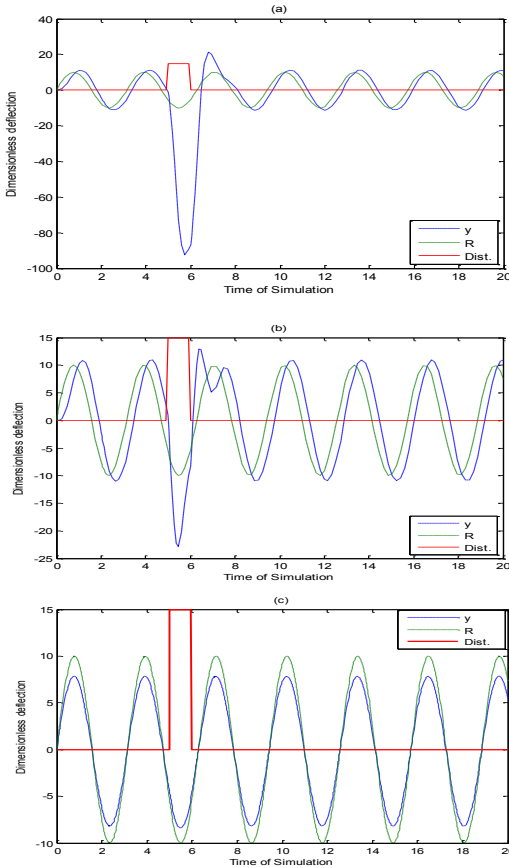 (a)
40
20
0
-20
-40
-60
-80
-100
Dimensionless deflection
y
R
Dist.
0 2 4 6 8 10 12 14 16 18 20
Time of Simulation
(b)
15
10
5
0
-5
-10
-15
-20
-25
Dimensionless deflection
y
R
Dist.
0 2 4 6 8 10 12 14 16 18 20
Time of Simulation
(c)
15
10
5
0
-5
-10
Dimensionless deflection
y
R
Dist.
0 2 4 6 8 10 12 14 16 18 20
Time of Simulation